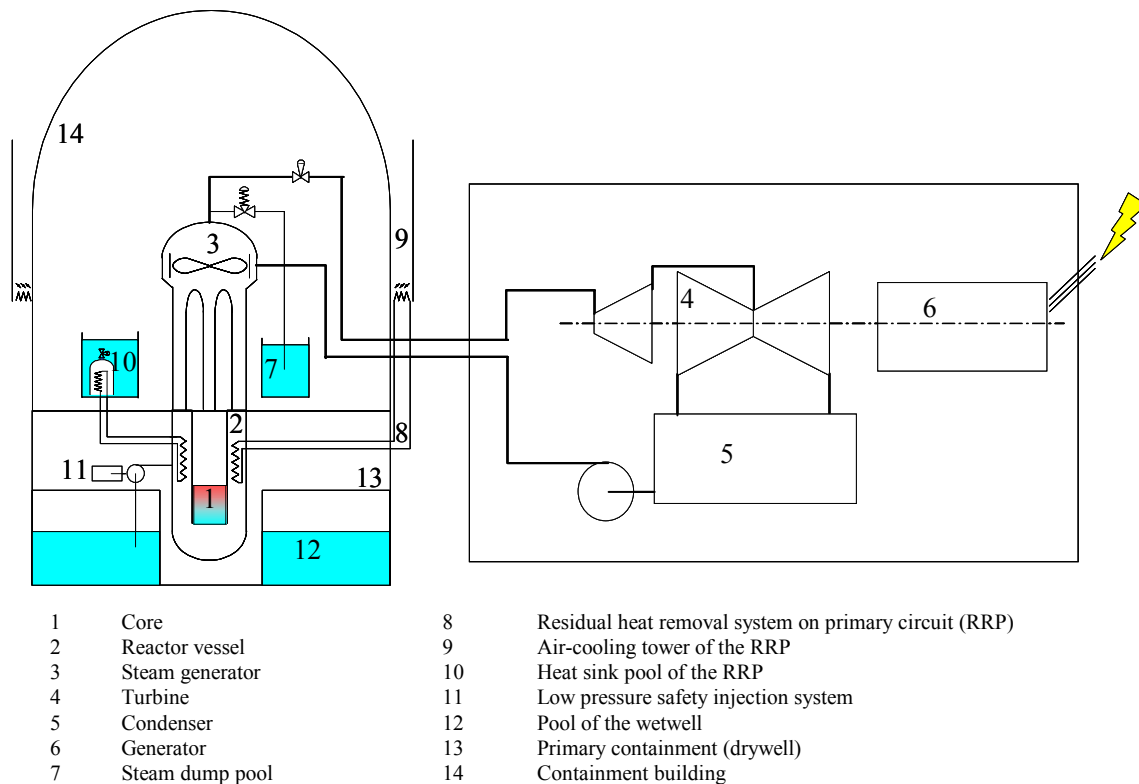 14
9
3
4
6
10
7
2
8
5
11
13
1
12
1 Core
2 Reactor vessel
3 Steam generator
4 Turbine
5 Condenser
6 Generator
7 Steam dump pool
8 Residual heat removal system on primary circuit (RRP)
9 Air-cooling tower of the RRP
10 Heat sink pool of the RRP
11 Low pressure safety injection system
12 Pool of the wetwell
13 Primary containment (drywell)
14 Containment building